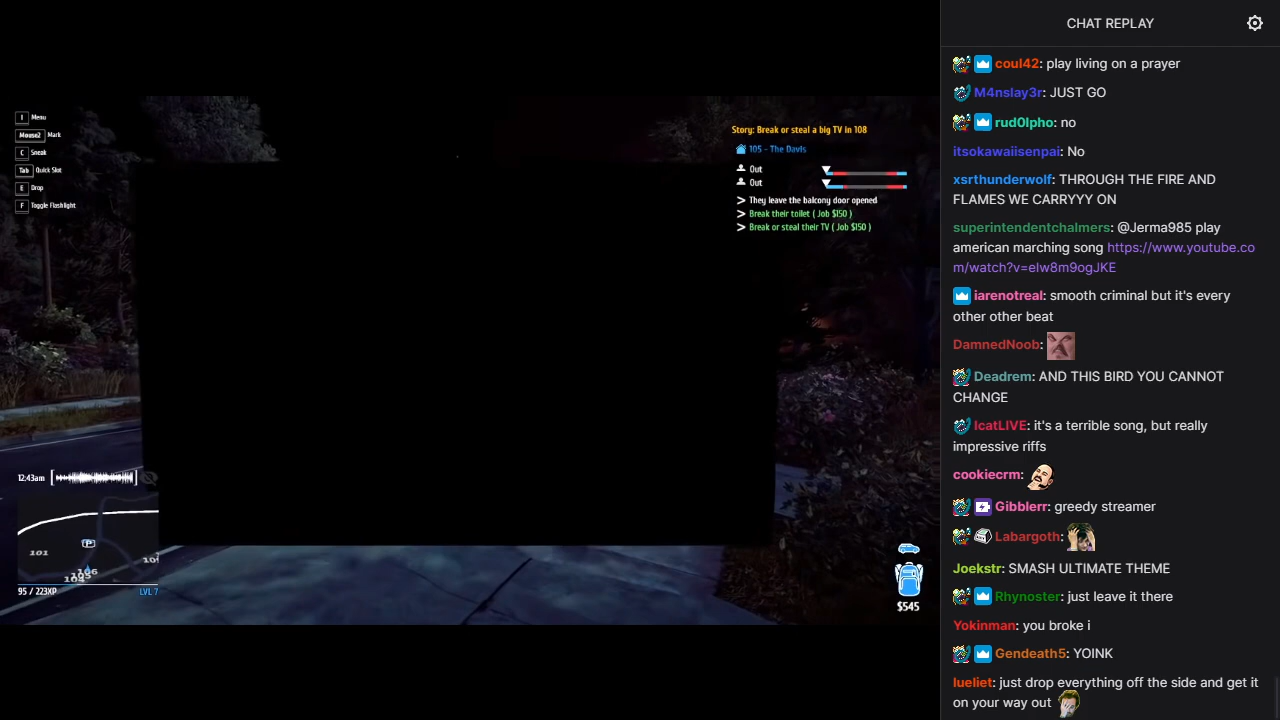 I Menu
Mouse2 Mark
C Sneak
Tab Quick Slot
E Drop
F Toggle Flashlight
Story: Break or steal a big TV in 108
105 - The Davis
Out
Out
> They leave the balcony door opened
> Break their toilet ( Job $150 )
> Break or steal their TV ( Job $150 )
12:43am
P
101
106
105
95 / 223XP
LVL 7
$545
CHAT REPLAY
coul42: play living on a prayer
M4nslay3r: JUST GO
rud0lpho: no
itsokawaiisenpai: No
xsrthunderwolf: THROUGH THE FIRE AND
FLAMES WE CARRYYY ON
superintendentchalmers: @Jerma985 play
american marching song https://www.youtube.co
m/watch?v=eIw8m9ogJKE
iarenotreal: smooth criminal but it's every
other other beat
DamnedNoob:
Deadrem: AND THIS BIRD YOU CANNOT
CHANGE
IcatLIVE: it's a terrible song, but really
impressive riffs
cookiecrm:
Gibblerr: greedy streamer
Labargoth:
Joekstr: SMASH ULTIMATE THEME
Rhynoster: just leave it there
Yokinman: you broke i
Gendeath5: YOINK
lueliet: just drop everything off the side and get it
on your way out